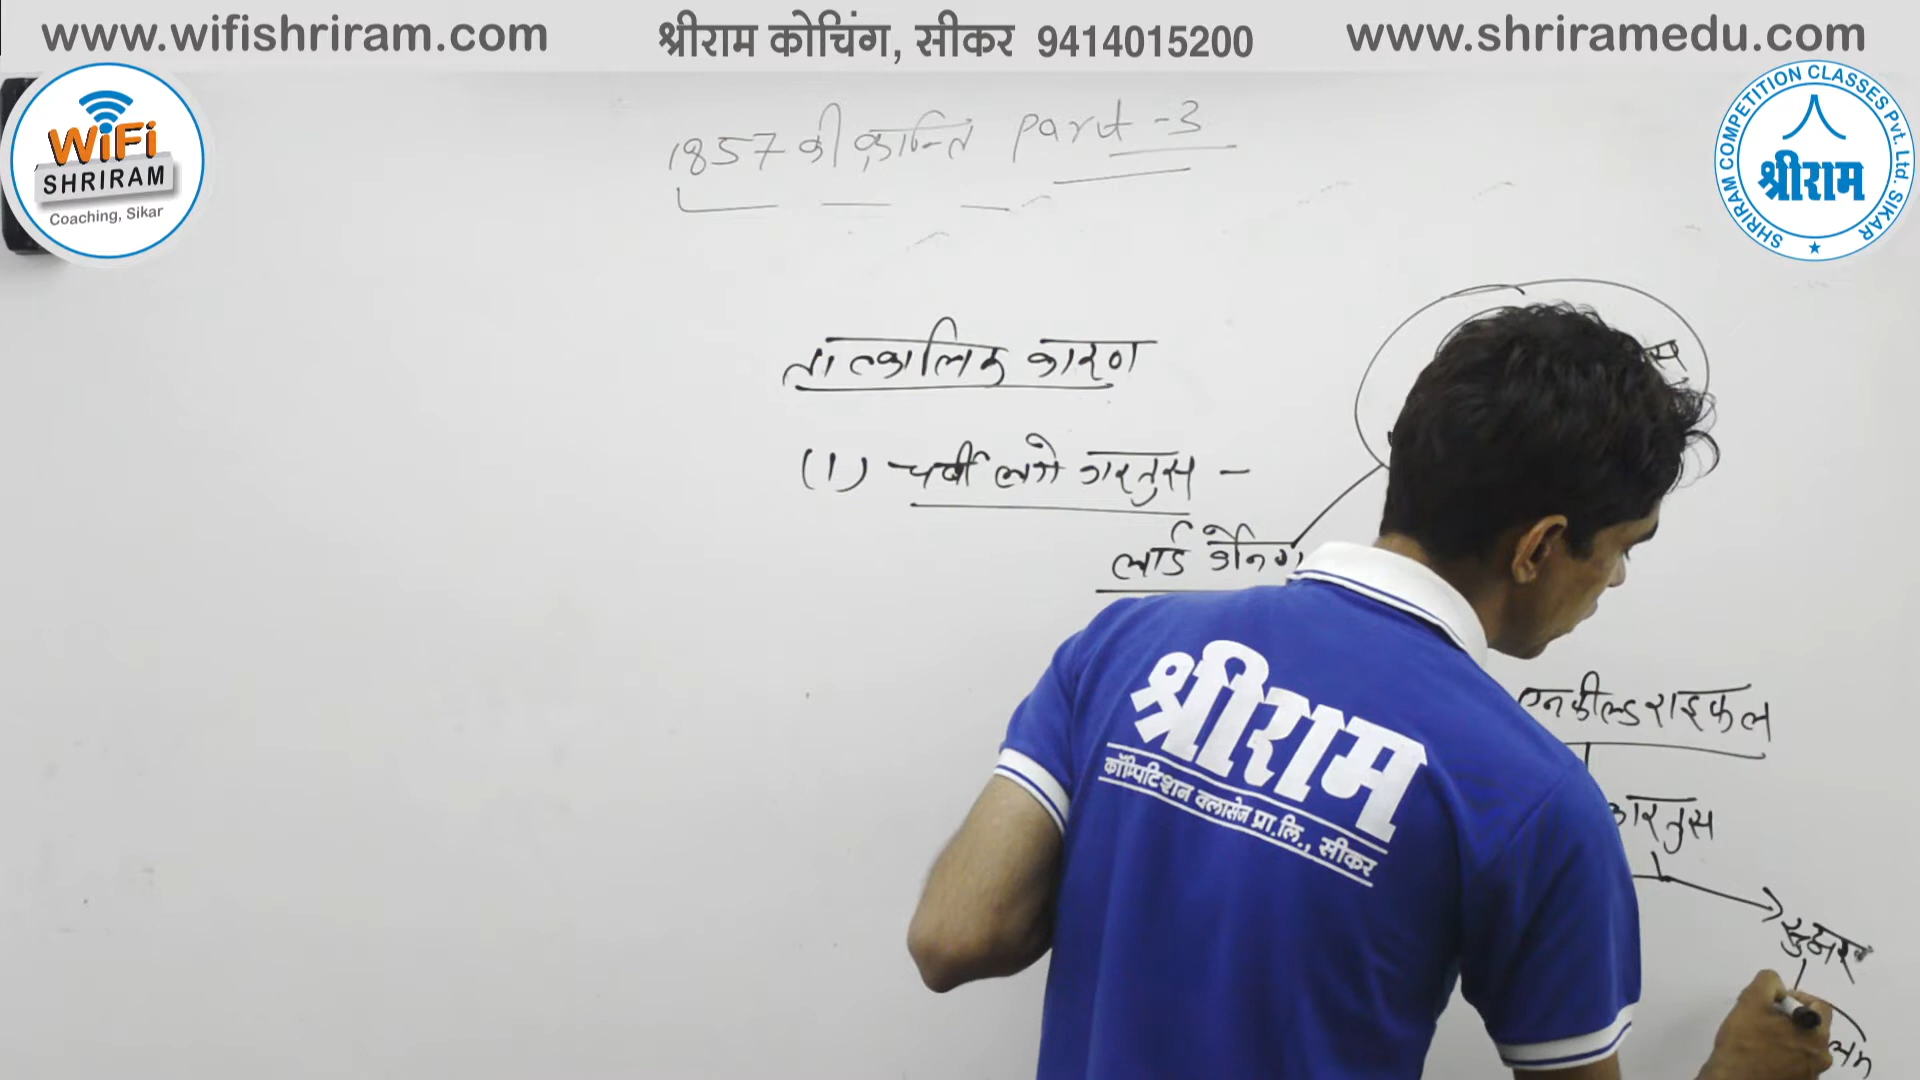 www.wifishriram.com
श्रीराम कोचिंग, सीकर 9414015200
www.shriramedu.com
WiFi
SHRIRAM
Coaching, Sikar
SHRIRAM COMPETITION CLASSES Pvt. Ltd. SIKAR
श्रीराम
1857 की क्रान्ति Part -3
तात्कालिक कारण
(1) चर्बी लगे कारतुस -
लार्ड कैनिंग
एनफील्ड राइफल
कारतुस
सुअर
श्रीराम
कॉम्पिटिशन क्लासेज प्रा.लि., सीकर